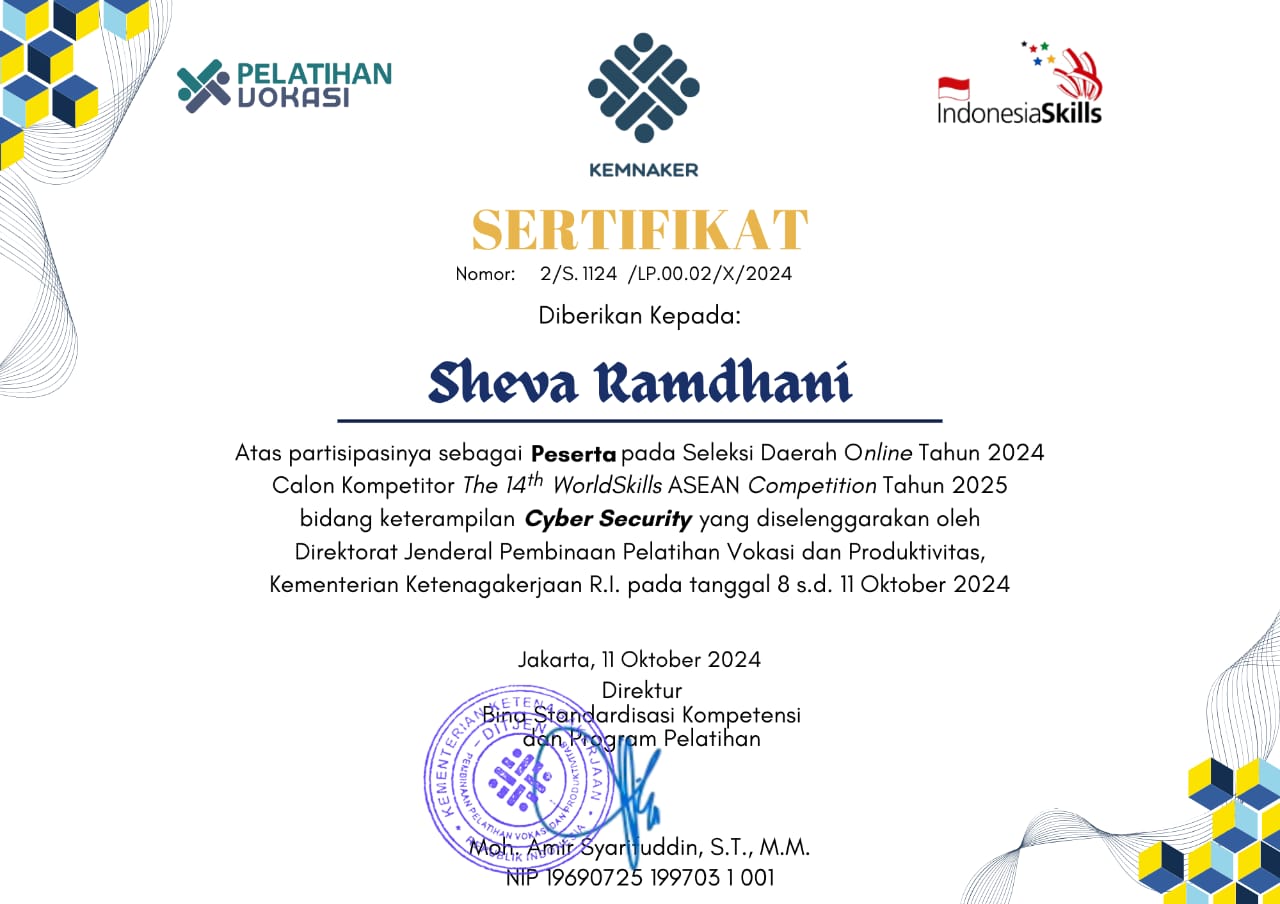 PELATIHAN
VOKASI
KEMNAKER
IndonesiaSkills
SERTIFIKAT
Nomor: 2/S. 1124 /LP.00.02/X/2024
Diberikan Kepada:
Sheva Ramdhani
Atas partisipasinya sebagai Peserta pada Seleksi Daerah Online Tahun 2024
Calon Kompetitor The 14th WorldSkills ASEAN Competition Tahun 2025
bidang keterampilan Cyber Security yang diselenggarakan oleh
Direktorat Jenderal Pembinaan Pelatihan Vokasi dan Produktivitas,
Kementerian Ketenagakerjaan R.I. pada tanggal 8 s.d. 11 Oktober 2024
Jakarta, 11 Oktober 2024
Direktur
Bina Standardisasi Kompetensi
dan Program Pelatihan
KEMENTERIAN KETENAGAKERJAAN
REPUBLIK INDONESIA
- DITJEN -
PEMBINAAN PELATIHAN VOKASI DAN PRODUKTIVITAS
Moh. Amir Syarifuddin, S.T., M.M.
NIP 19690725 199703 1 001